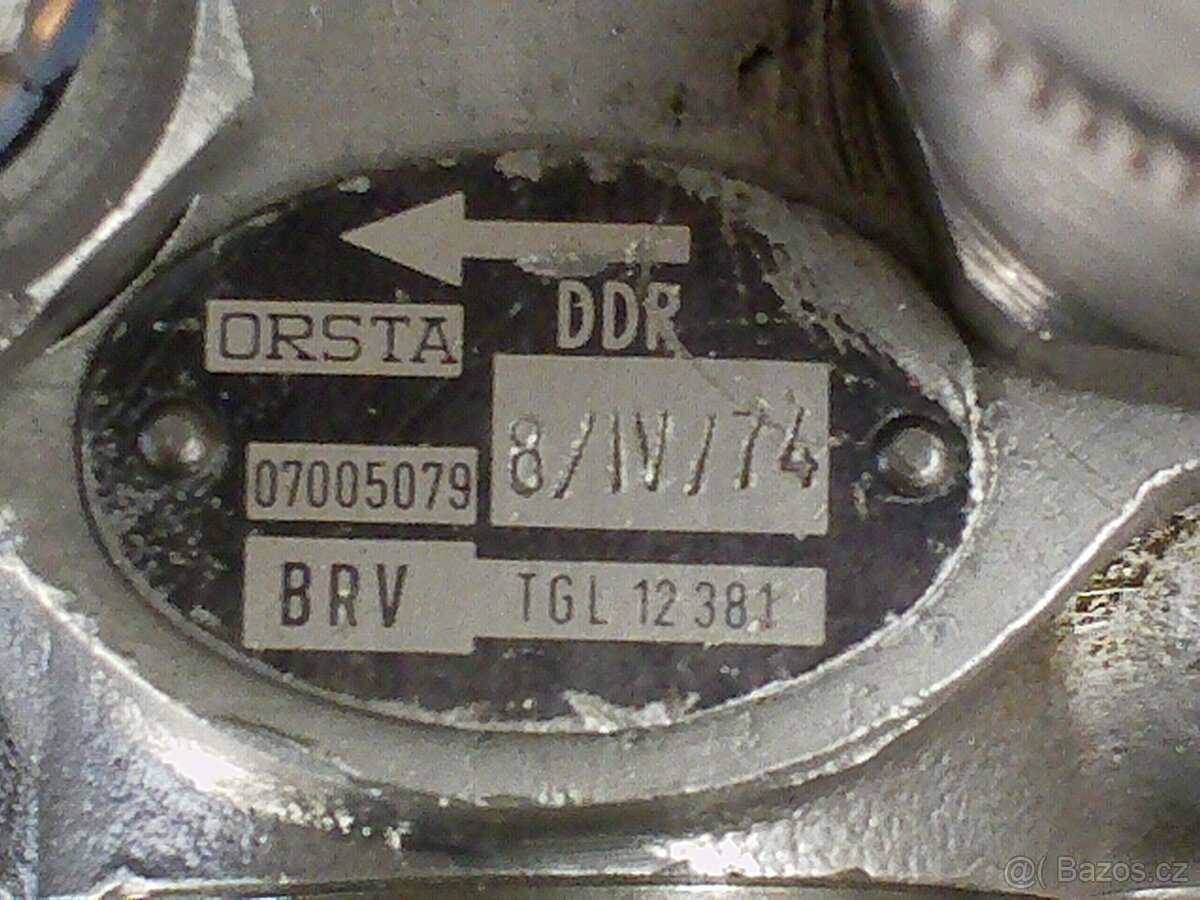 DDR
ORSTA
8/IV/74
07005079
BRV
TGL 12 381
@( Bazos.cz